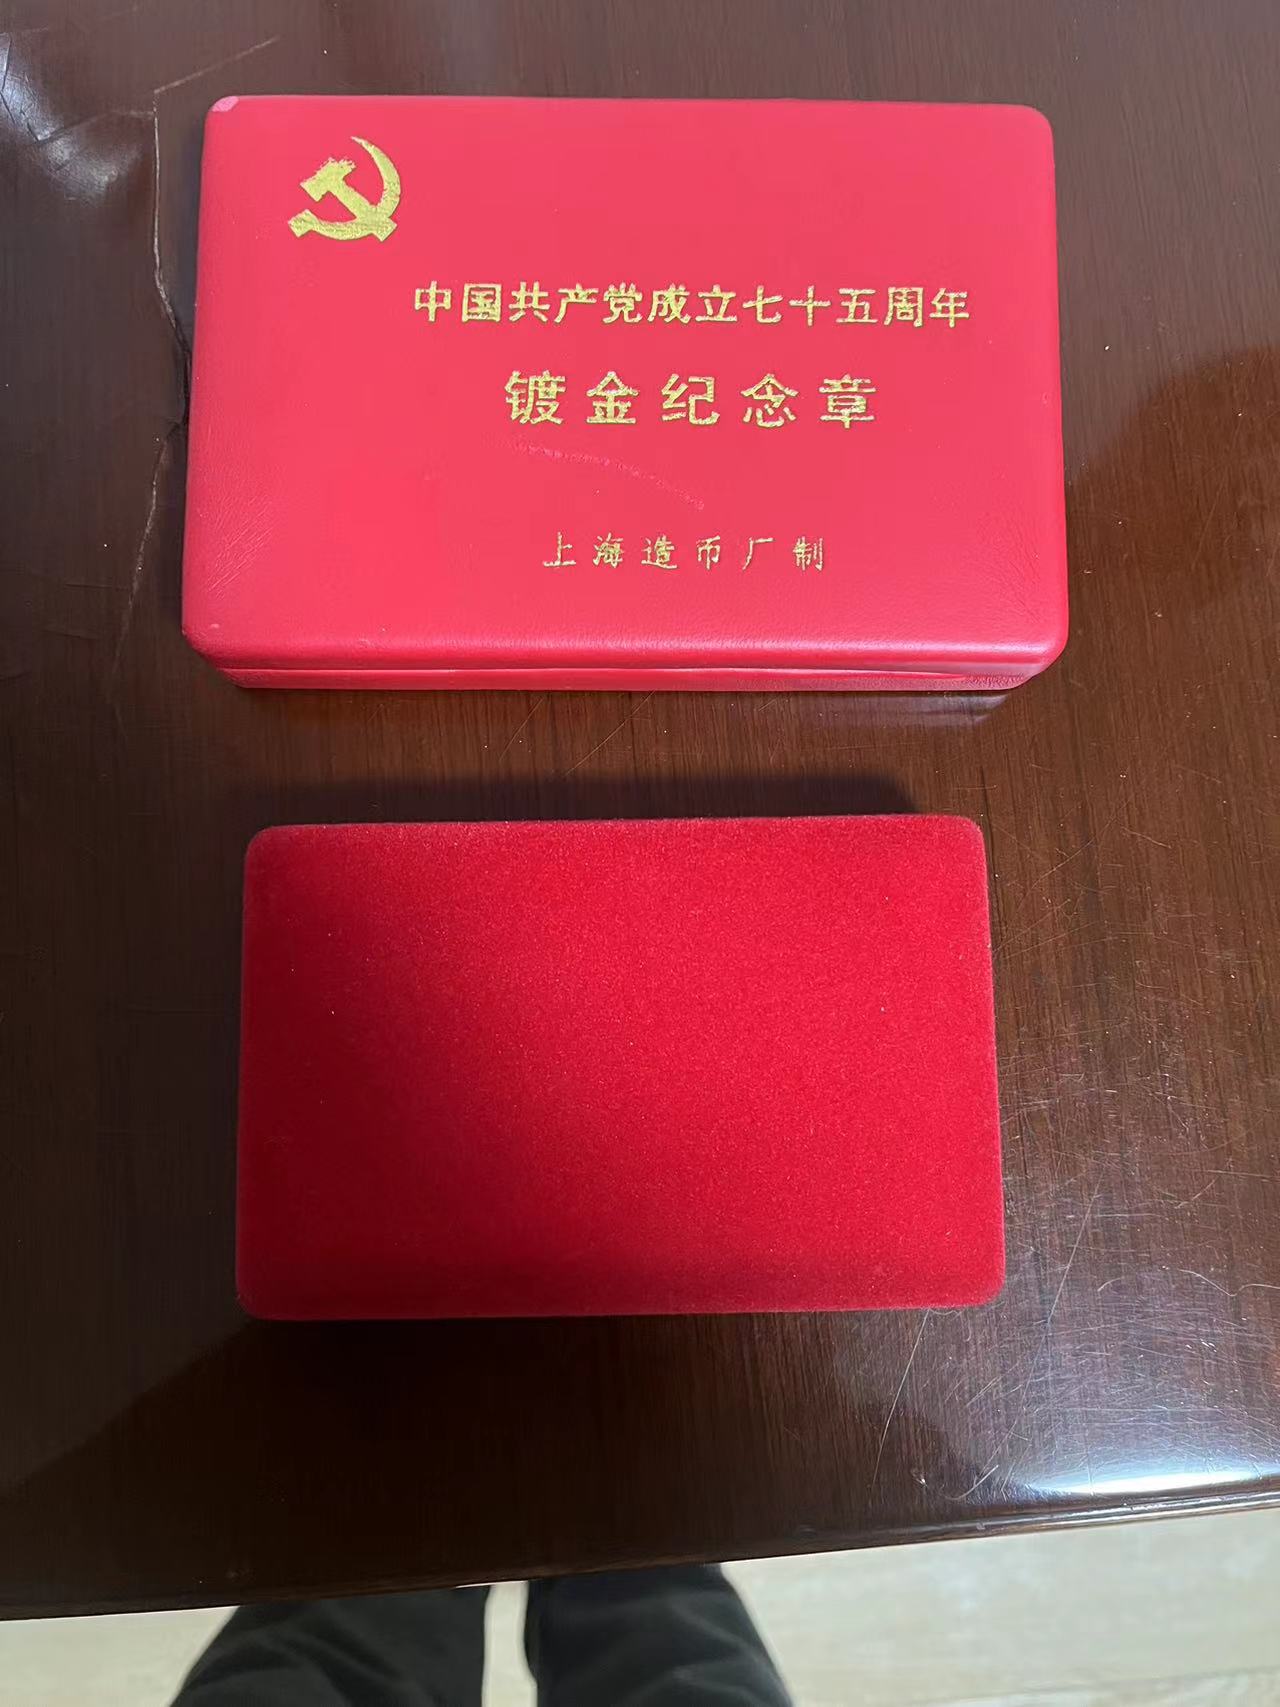 中国共产党成立七十五周年
镀金纪念章
上海造币厂制